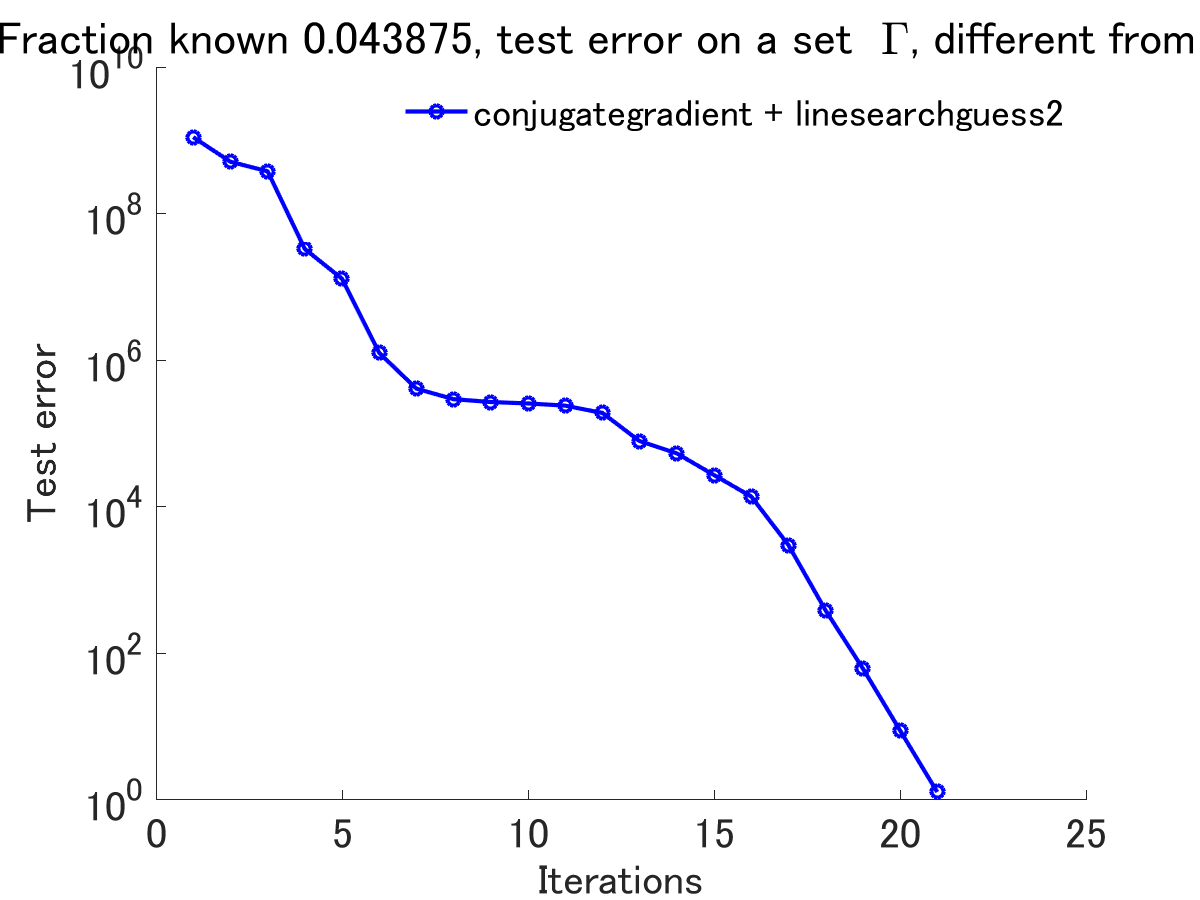 Fraction known 0.043875, test error on a set Γ, different from
10^10
conjugategradient + linesearchguess2
10^8
10^6
Test error
10^4
10^2
10^0
0 5 10 15 20 25
Iterations